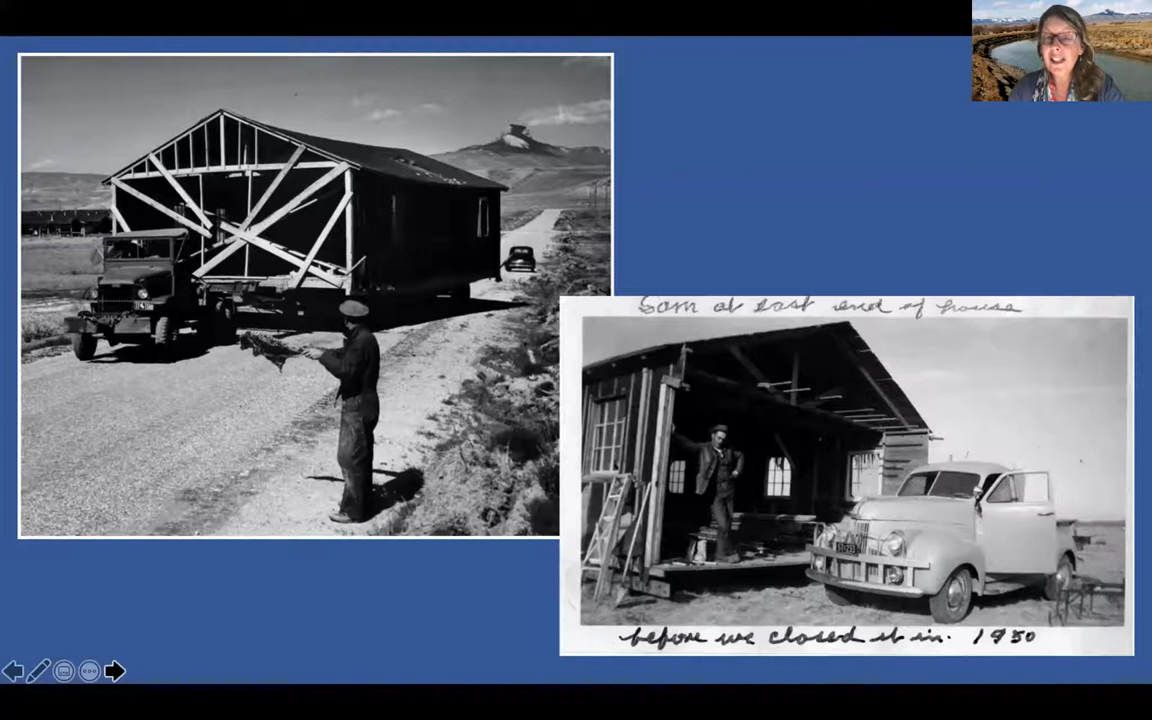 Sam at east end of house
before we closed it in. 1950